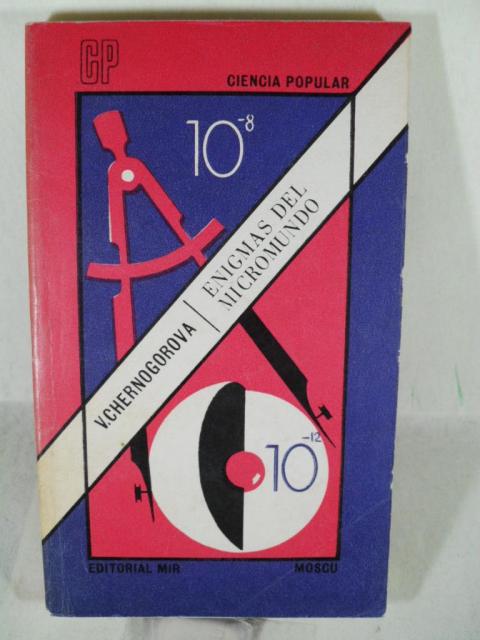 CP
CIENCIA POPULAR
10⁻⁸
V.CHERNOGOROVA
ENIGMAS DEL
MICROMUNDO
10⁻¹²
EDITORIAL MIR
MOSCU